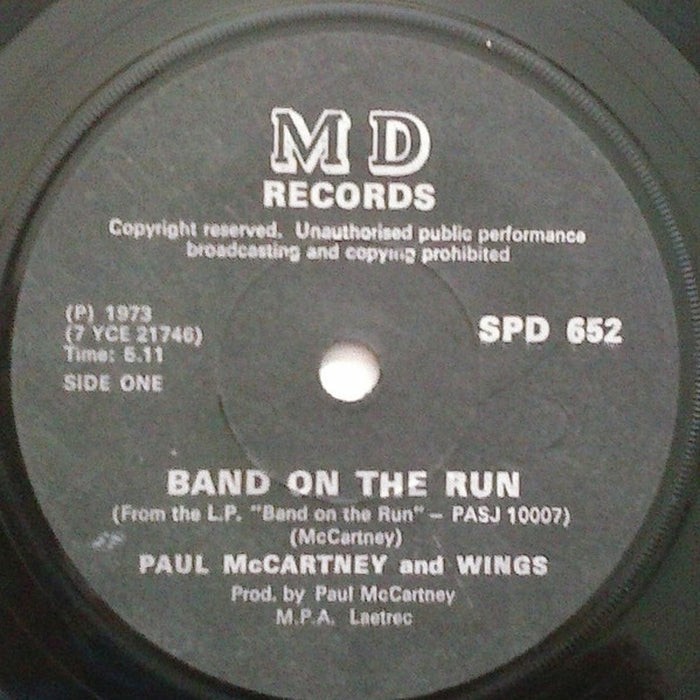 MD
RECORDS
Copyright reserved. Unauthorised public performance
broadcasting and copying prohibited
(P) 1973
(7 YCE 21746)
Time: 5.11
SIDE ONE
SPD 652
BAND ON THE RUN
(From the L.P. "Band on the Run" – PASJ 10007)
(McCartney)
PAUL McCARTNEY and WINGS
Prod. by Paul McCartney
M.P.A. Laetrec